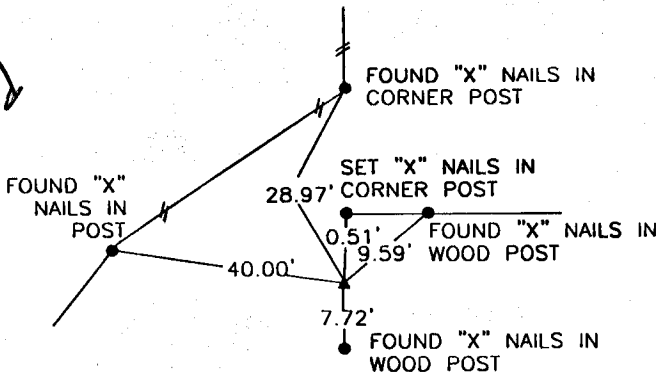 FOUND "X" NAILS IN
CORNER POST
FOUND "X"
NAILS IN
POST
SET "X" NAILS IN
CORNER POST
28.97'
0.51'
9.59'
FOUND "X" NAILS IN
WOOD POST
40.00'
7.72'
FOUND "X" NAILS IN
WOOD POST